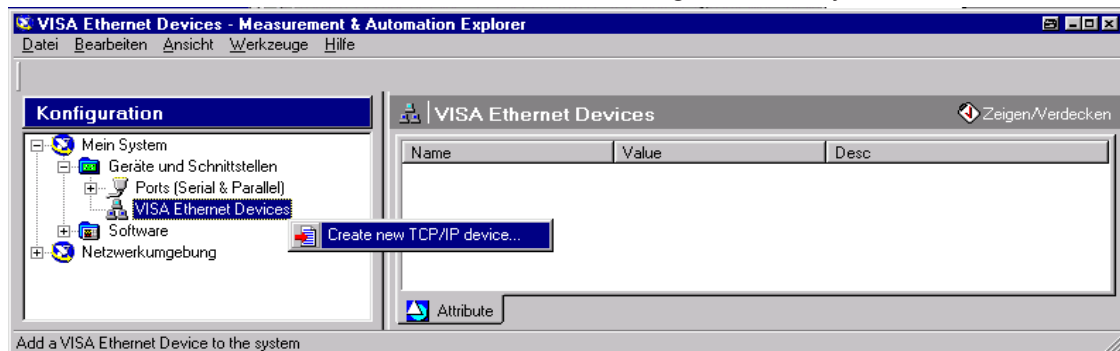 VISA Ethernet Devices - Measurement & Automation Explorer
Datei Bearbeiten Ansicht Werkzeuge Hilfe
Konfiguration
Mein System
Geräte und Schnittstellen
Ports (Serial & Parallel)
VISA Ethernet Devices
Software
Netzwerkumgebung
Create new TCP/IP device...
VISA Ethernet Devices
Zeigen/Verdecken
Name Value Desc
Attribute
Add a VISA Ethernet Device to the system